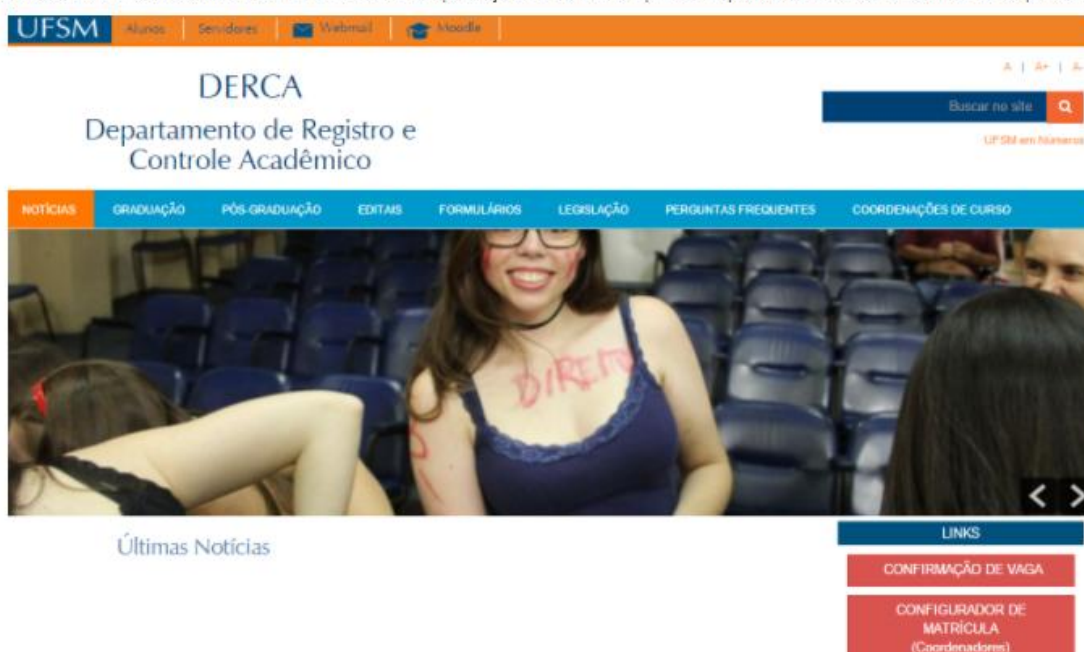 UFSM Alunos | Servidores | Webmail | Moodle |
A | A+ | A-
DERCA
Departamento de Registro e
Controle Acadêmico
Buscar no site
UFSM em Números
NOTÍCIAS GRADUAÇÃO PÓS-GRADUAÇÃO EDITAIS FORMULÁRIOS LEGISLAÇÃO PERGUNTAS FREQUENTES COORDENAÇÕES DE CURSO
DIREITO
Últimas Notícias
LINKS
CONFIRMAÇÃO DE VAGA
CONFIGURADOR DE
MATRÍCULA
(Coordenadores)